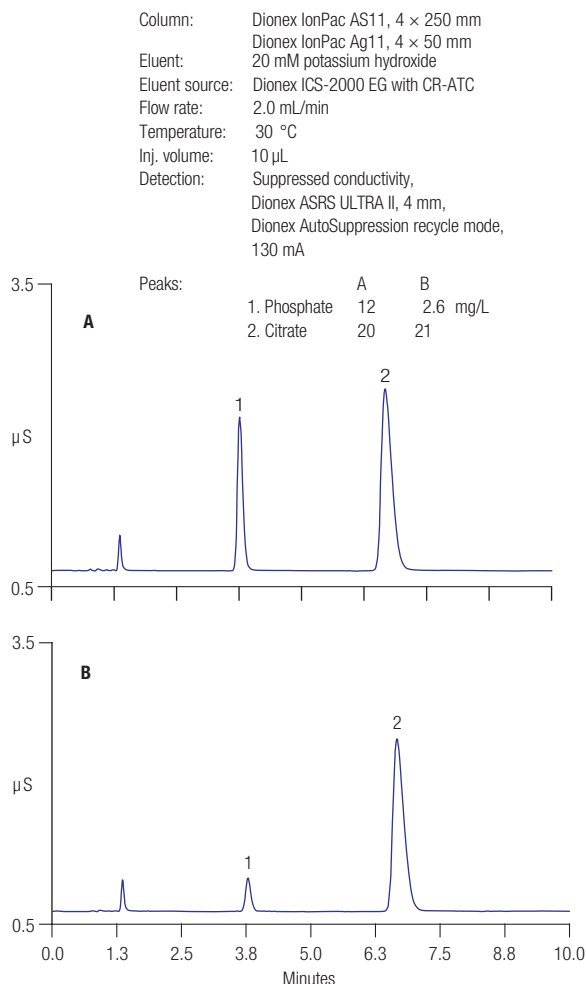 Column: Dionex IonPac AS11, 4 × 250 mm
Dionex IonPac Ag11, 4 × 50 mm
Eluent: 20 mM potassium hydroxide
Eluent source: Dionex ICS-2000 EG with CR-ATC
Flow rate: 2.0 mL/min
Temperature: 30 °C
Inj. volume: 10 µL
Detection: Suppressed conductivity,
Dionex ASRS ULTRA II, 4 mm,
Dionex AutoSuppression recycle mode,
130 mA
Peaks: A B
1. Phosphate 12 2.6 mg/L
2. Citrate 20 21
3.5
A
1
2
µS
0.5
3.5
B
1
2
µS
0.5
0.0 1.3 2.5 3.8 5.0 6.3 7.5 8.8 10.0
Minutes